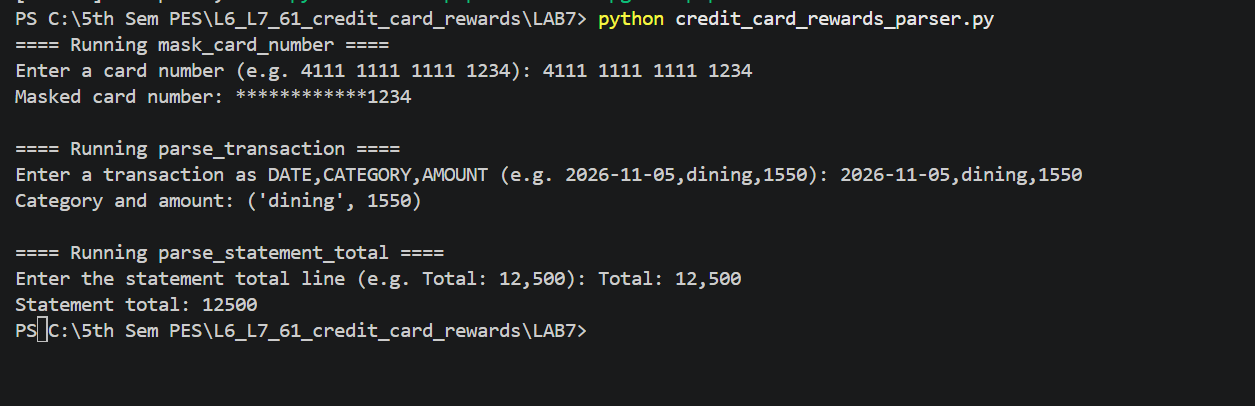 PS C:\5th Sem PES\L6_L7_61_credit_card_rewards\LAB7> python credit_card_rewards_parser.py
==== Running mask_card_number ====
Enter a card number (e.g. 4111 1111 1111 1234): 4111 1111 1111 1234
Masked card number: ************1234
==== Running parse_transaction ====
Enter a transaction as DATE,CATEGORY,AMOUNT (e.g. 2026-11-05,dining,1550): 2026-11-05,dining,1550
Category and amount: ('dining', 1550)
==== Running parse_statement_total ====
Enter the statement total line (e.g. Total: 12,500): Total: 12,500
Statement total: 12500
PS C:\5th Sem PES\L6_L7_61_credit_card_rewards\LAB7>